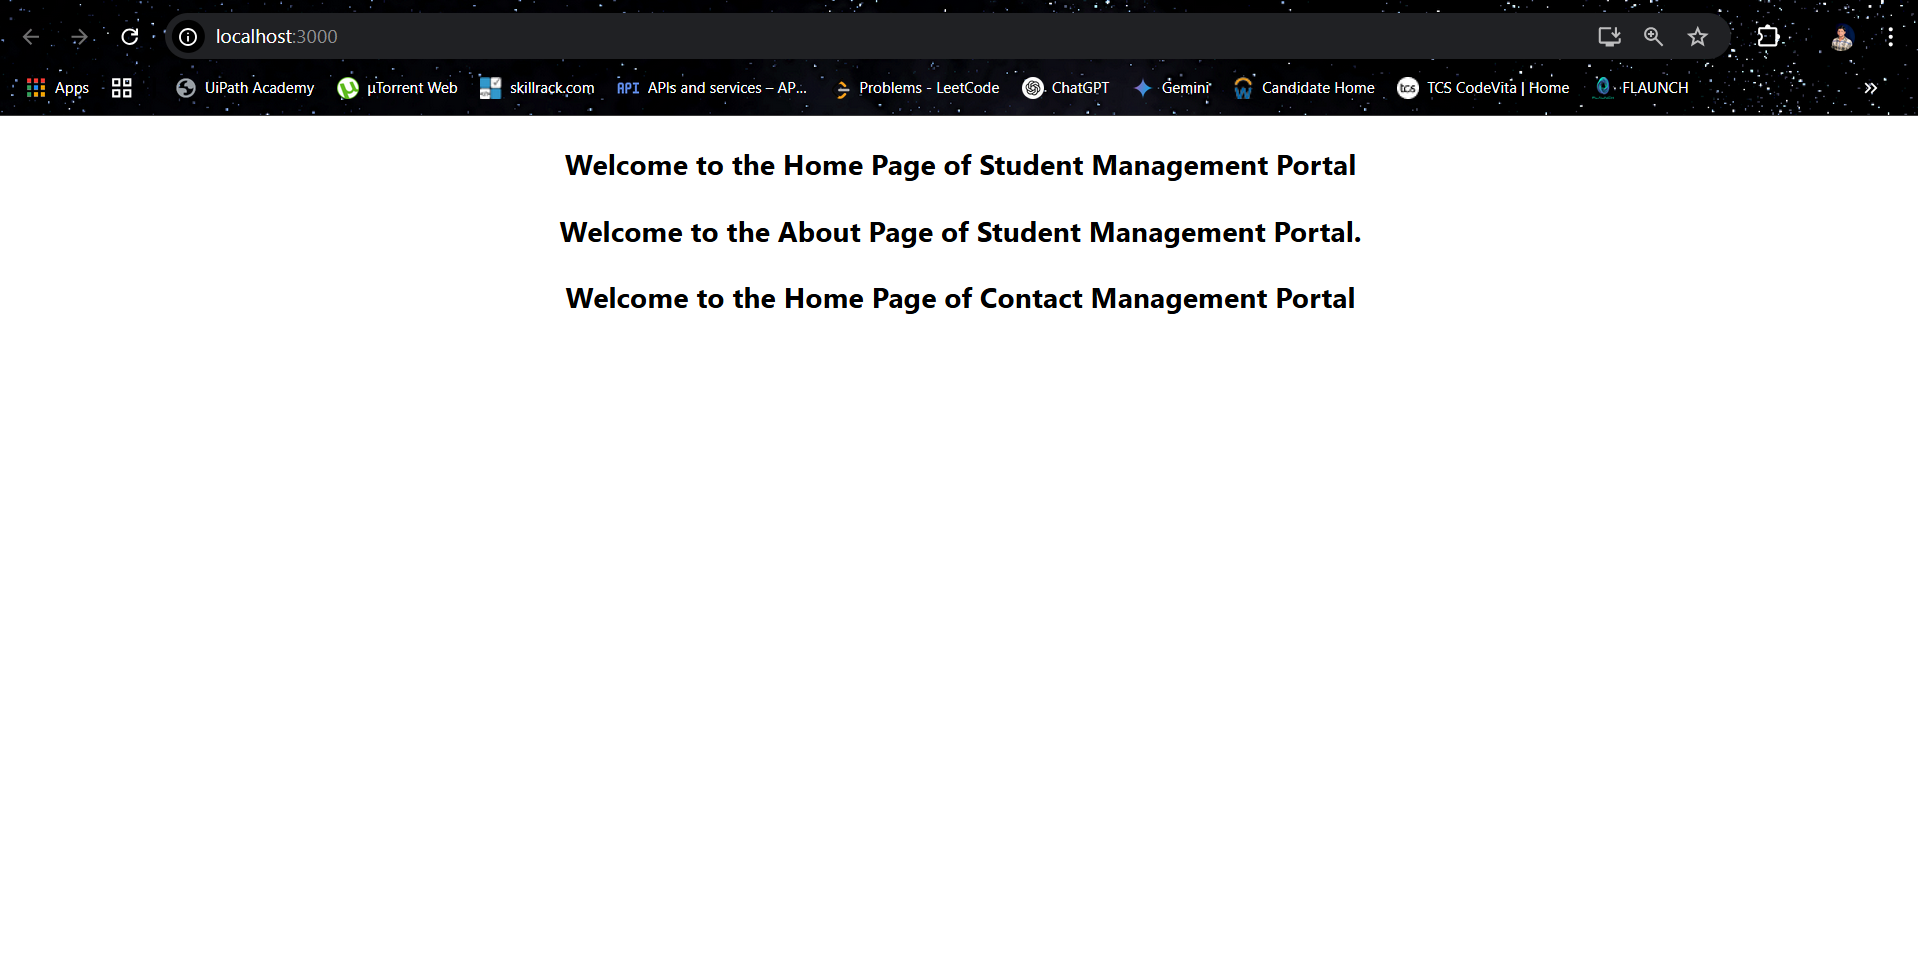 localhost:3000
Apps UiPath Academy µTorrent Web skillrack.com API APIs and services – AP... Problems - LeetCode ChatGPT Gemini Candidate Home tcs TCS CodeVita | Home FLAUNCH
Welcome to the Home Page of Student Management Portal
Welcome to the About Page of Student Management Portal.
Welcome to the Home Page of Contact Management Portal